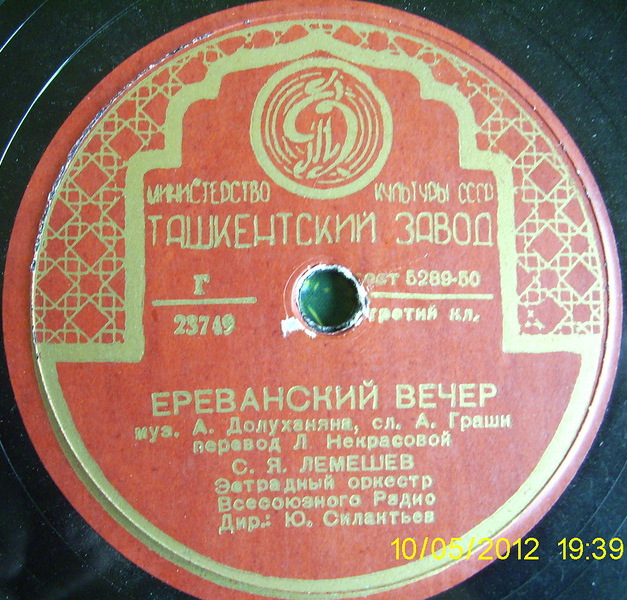 МИНИСТЕРСТВО КУЛЬТУРЫ СССР
ТАШКЕНТСКИЙ ЗАВОД
Г ГОСТ 5289-50
23749 третий кл.
ЕРЕВАНСКИЙ ВЕЧЕР
муз. А. Долуханяна, сл. А. Граши
перевод Л. Некрасовой
С. Я. ЛЕМЕШЕВ
Эстрадный оркестр
Всесоюзного Радио
Дир.: Ю. Силантьев
10/05/2012 19:39